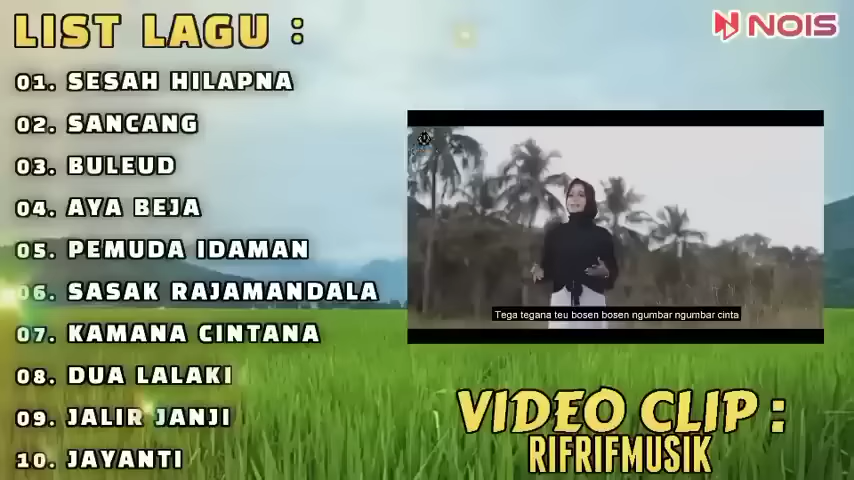 LIST LAGU :
01. SESAH HILAPNA
02. SANCANG
03. BULEUD
04. AYA BEJA
05. PEMUDA IDAMAN
06. SASAK RAJAMANDALA
07. KAMANA CINTANA
08. DUA LALAKI
09. JALIR JANJI
10. JAYANTI
NOIS
Tega tegana teu bosen bosen ngumbar ngumbar cinta
VIDEO CLIP :
RIFRIFMUSIK